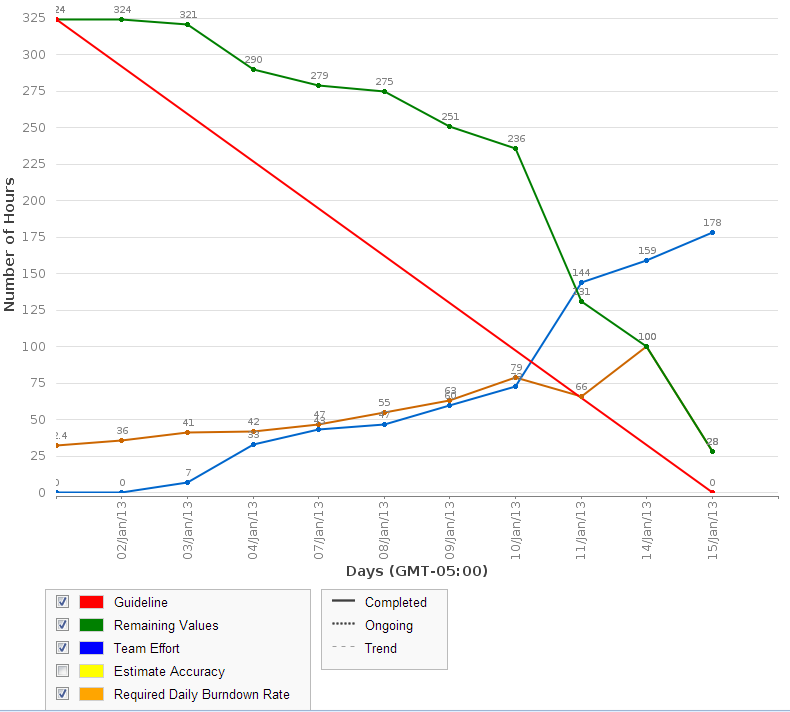 325
300
275
250
225
200
175
150
125
100
75
50
25
0
Number of Hours
24
324
321
290
279
275
251
236
131
100
28
0
0
7
33
43
47
60
144
159
178
2.4
36
41
42
47
55
63
79
66
0
02/Jan/13
03/Jan/13
04/Jan/13
07/Jan/13
08/Jan/13
09/Jan/13
10/Jan/13
11/Jan/13
14/Jan/13
15/Jan/13
Days (GMT-05:00)
Guideline
Remaining Values
Team Effort
Estimate Accuracy
Required Daily Burndown Rate
Completed
Ongoing
Trend